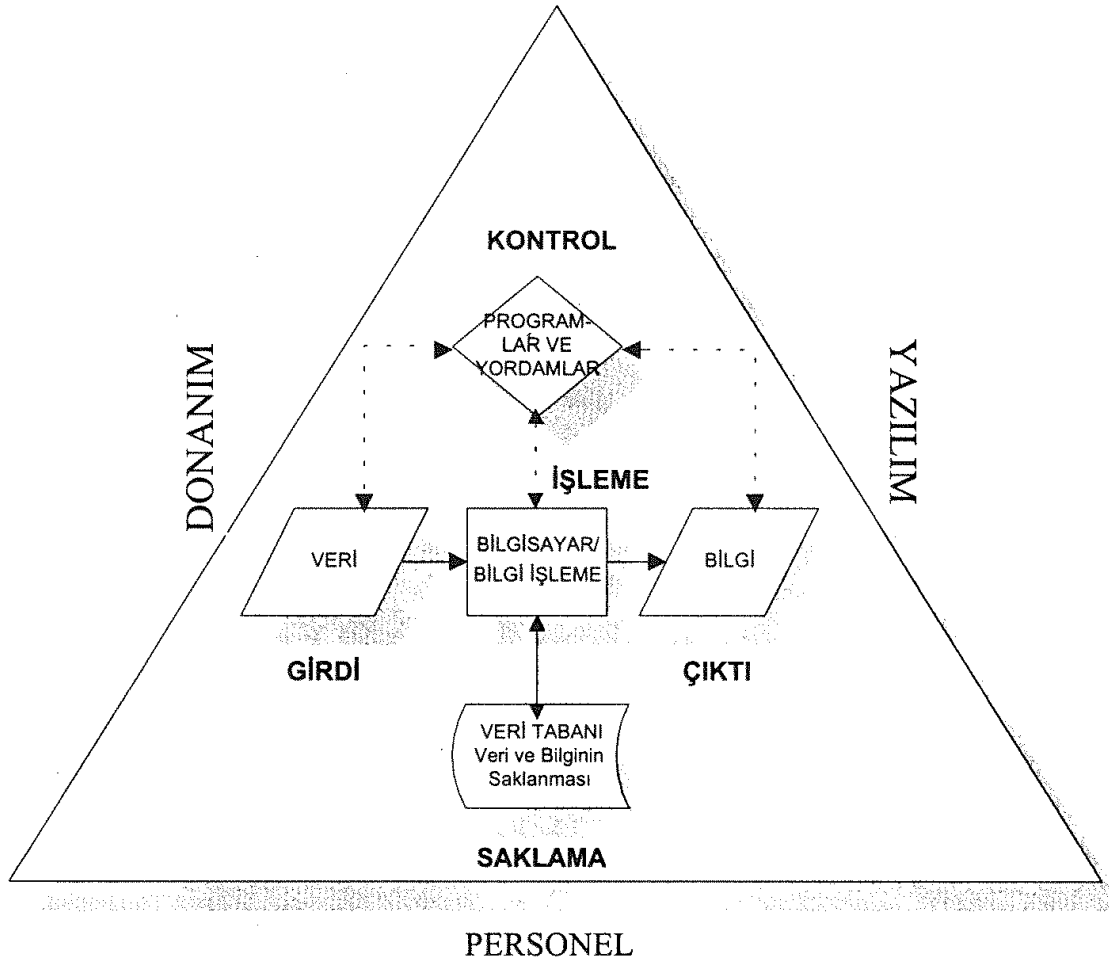 KONTROL
PROGRAM-
LAR VE
YORDAMLAR
DONANIM
YAZILIM
İŞLEME
VERİ
BİLGİSAYAR/
BİLGİ İŞLEME
BİLGİ
GİRDİ
ÇIKTI
VERİ TABANI
Veri ve Bilginin
Saklanması
SAKLAMA
PERSONEL